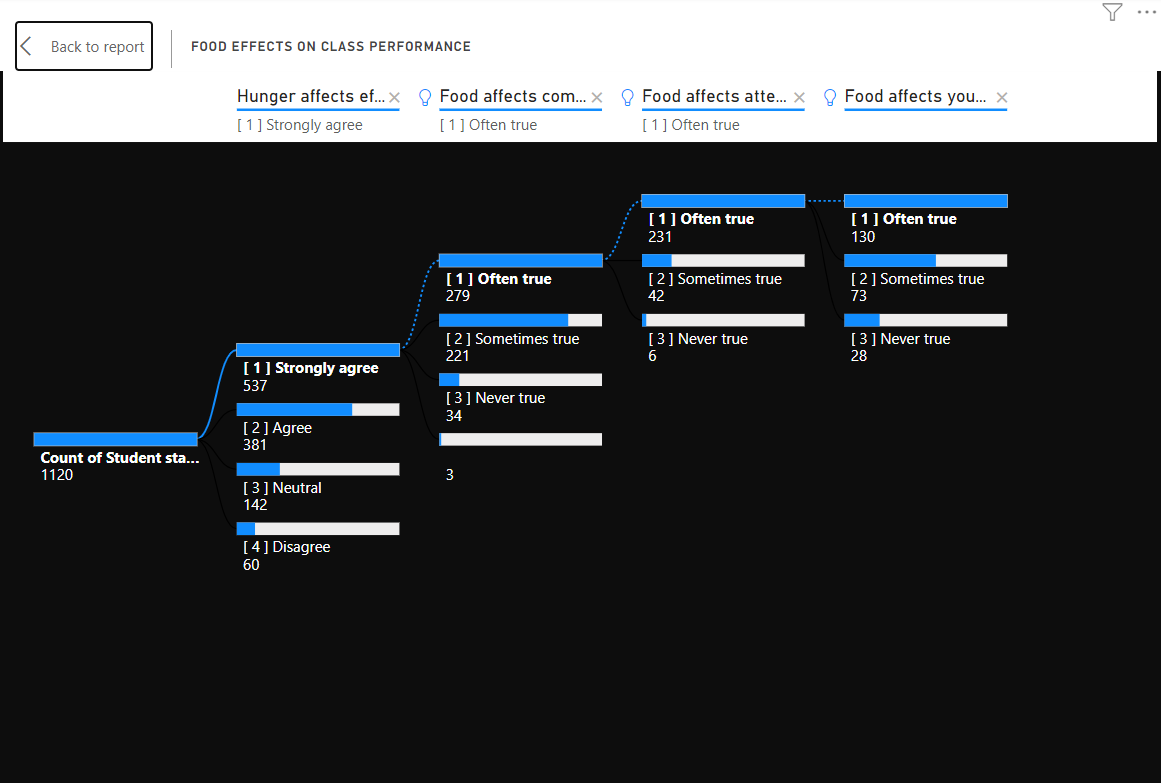 Back to report
FOOD EFFECTS ON CLASS PERFORMANCE
Hunger affects ef...
[ 1 ] Strongly agree
Food affects com...
[ 1 ] Often true
Food affects atte...
[ 1 ] Often true
Food affects you...
Count of Student sta...
1120
[ 1 ] Strongly agree
537
[ 2 ] Agree
381
[ 3 ] Neutral
142
[ 4 ] Disagree
60
[ 1 ] Often true
279
[ 2 ] Sometimes true
221
[ 3 ] Never true
34
3
[ 1 ] Often true
231
[ 2 ] Sometimes true
42
[ 3 ] Never true
6
[ 1 ] Often true
130
[ 2 ] Sometimes true
73
[ 3 ] Never true
28